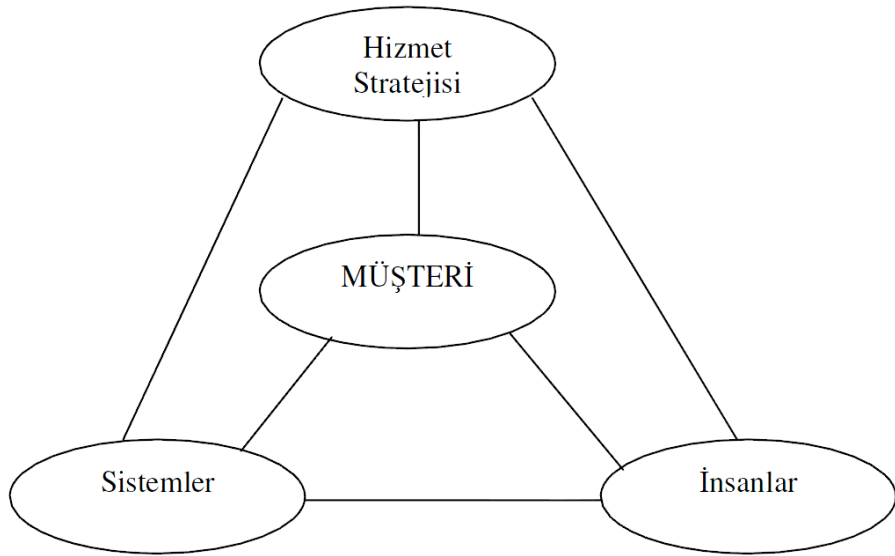 Hizmet
Stratejisi
MÜŞTERİ
Sistemler
İnsanlar